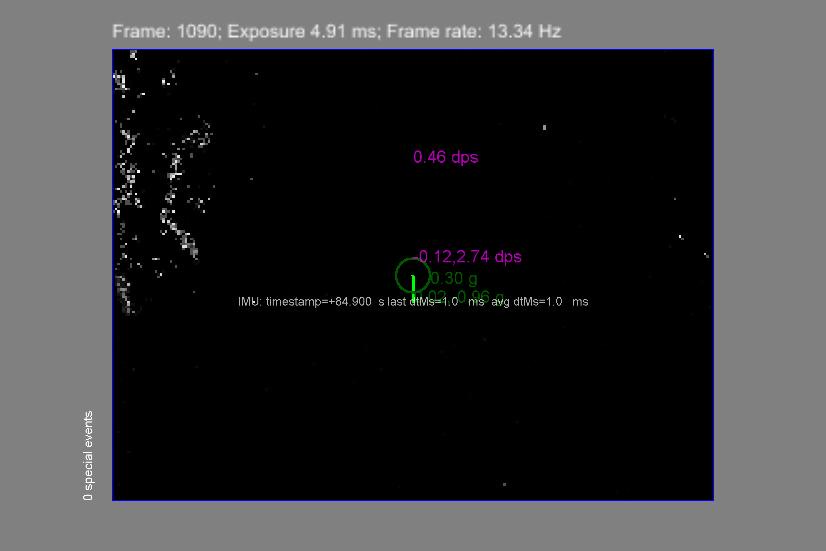 Frame: 1090; Exposure 4.91 ms; Frame rate: 13.34 Hz
0.46 dps
-0.12,2.74 dps
0.30 g
0.96 g
IMU: timestamp=+84.900 s last dtMs=1.0 ms avg dtMs=1.0 ms
0 special events